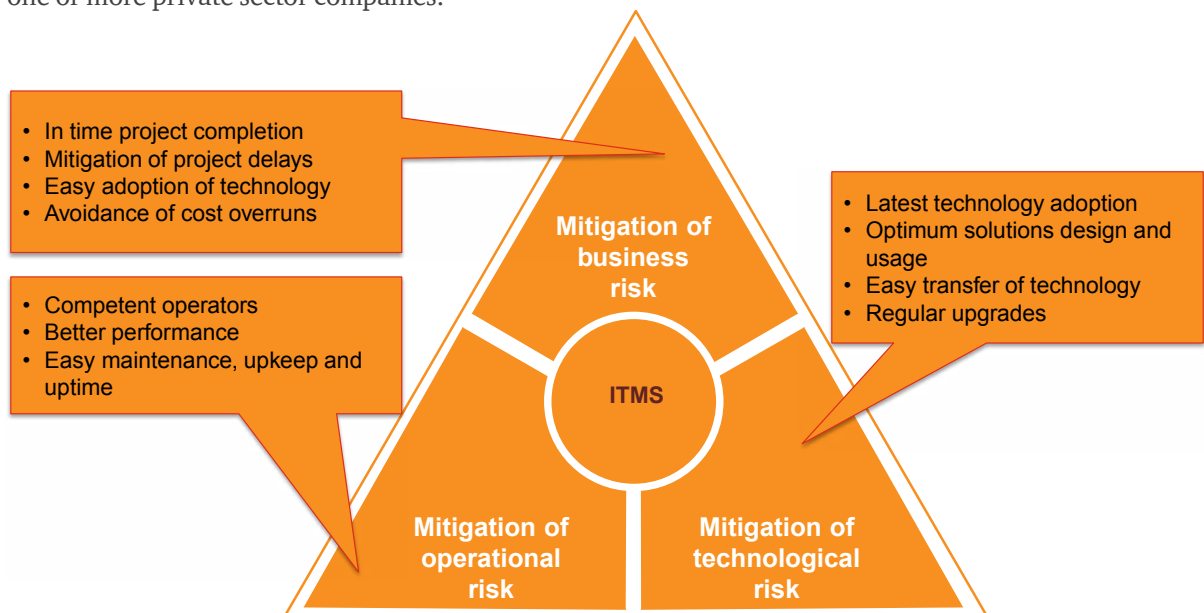 one or more private sector companies.
• In time project completion
• Mitigation of project delays
• Easy adoption of technology
• Avoidance of cost overruns
• Latest technology adoption
• Optimum solutions design and
usage
• Easy transfer of technology
• Regular upgrades
Mitigation of
business
risk
• Competent operators
• Better performance
• Easy maintenance, upkeep and
uptime
ITMS
Mitigation of
operational
risk
Mitigation of
technological
risk